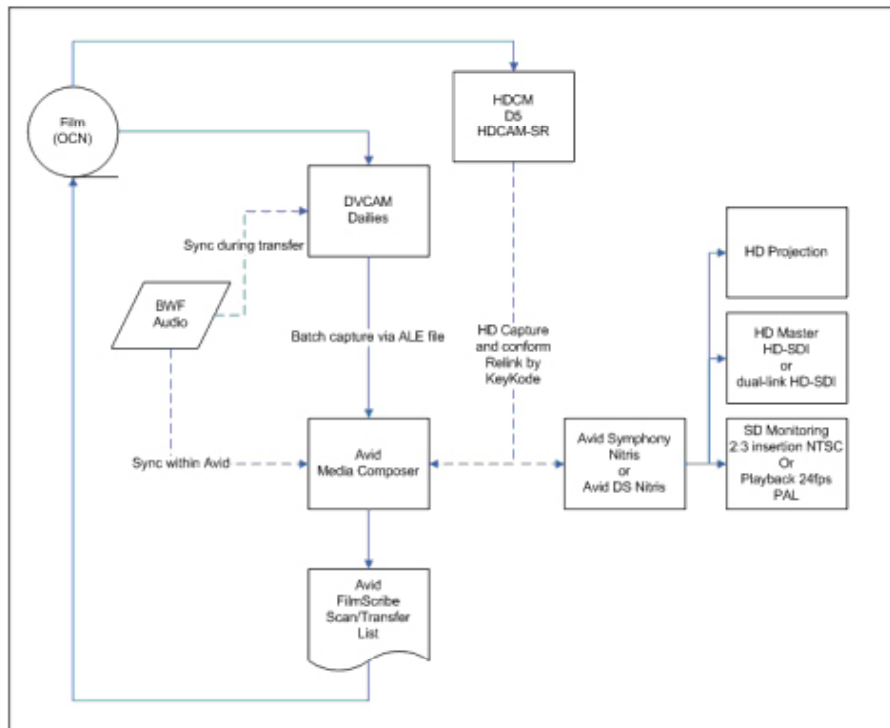 Film
(OCN)
HDCM
D5
HDCAM-SR
DVCAM
Dailies
Sync during transfer
HD Projection
BWF
Audio
Batch capture via ALE file
HD Capture
and conform
Relink by
KeyKode
HD Master
HD-SDI
or
dual-link HD-SDI
Sync within Avid
Avid
Media Composer
Avid Symphony
Nitris
or
Avid DS Nitris
SD Monitoring
2:3 insertion NTSC
Or
Playback 24fps
PAL
Avid
FilmScribe
Scan/Transfer
List